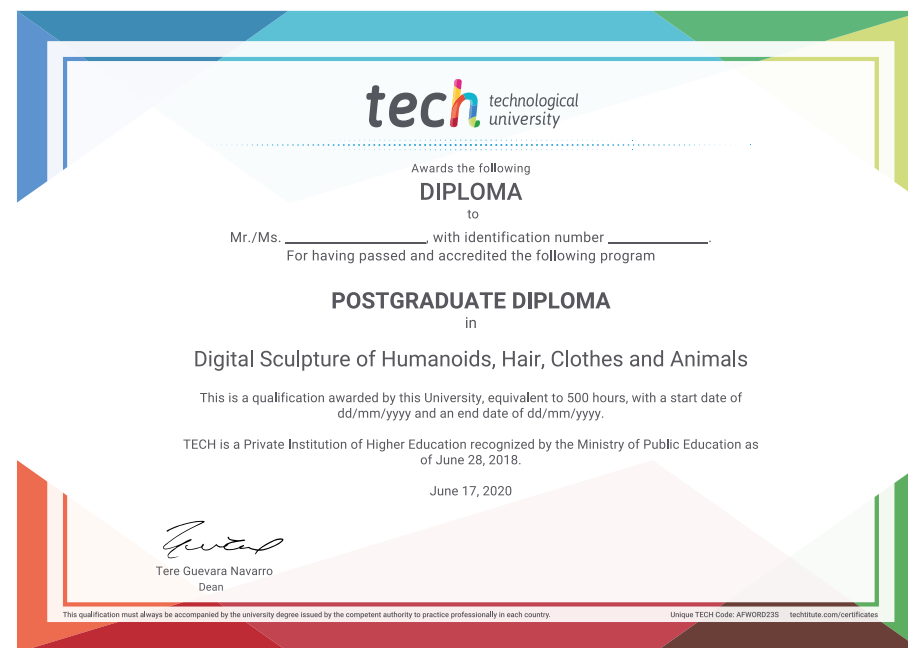 tech technological
university
Awards the following
DIPLOMA
to
Mr./Ms. ____________________, with identification number ______________.
For having passed and accredited the following program
POSTGRADUATE DIPLOMA
in
Digital Sculpture of Humanoids, Hair, Clothes and Animals
This is a qualification awarded by this University, equivalent to 500 hours, with a start date of
dd/mm/yyyy and an end date of dd/mm/yyyy.
TECH is a Private Institution of Higher Education recognized by the Ministry of Public Education as
of June 28, 2018.
June 17, 2020
Tere Guevara Navarro
Dean
This qualification must always be accompanied by the university degree issued by the competent authority to practice professionally in each country. Unique TECH Code: AFWORD23S techtitute.com/certificates